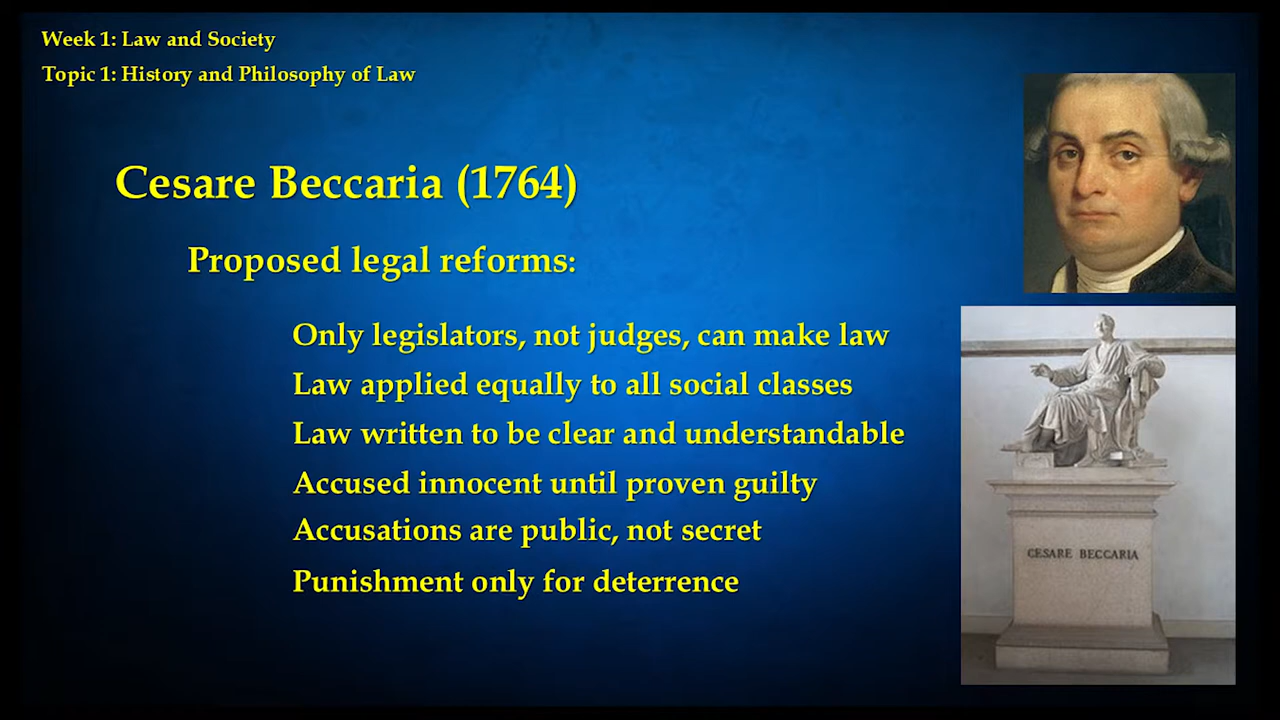 Week 1: Law and Society
Topic 1: History and Philosophy of Law
Cesare Beccaria (1764)
Proposed legal reforms:
Only legislators, not judges, can make law
Law applied equally to all social classes
Law written to be clear and understandable
Accused innocent until proven guilty
Accusations are public, not secret
Punishment only for deterrence
CESARE BECCARIA